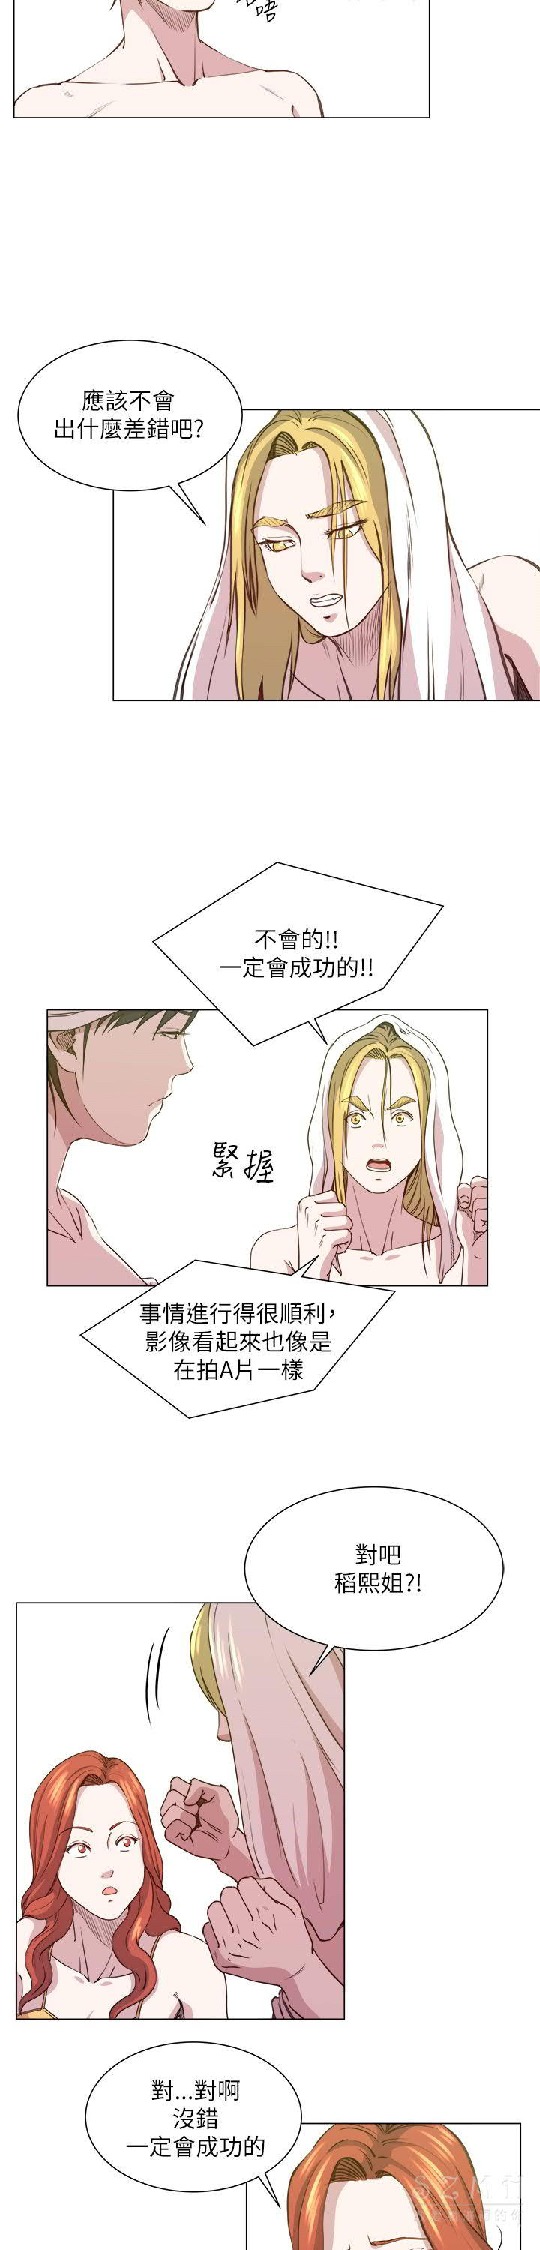 唔
應該不會
出什麼差錯吧?
不會的!!
一定會成功的!!
緊握
事情進行得很順利,
影像看起來也像是
在拍A片一樣
對吧
稻熙姐?!
對...對啊
沒錯
一定會成功的